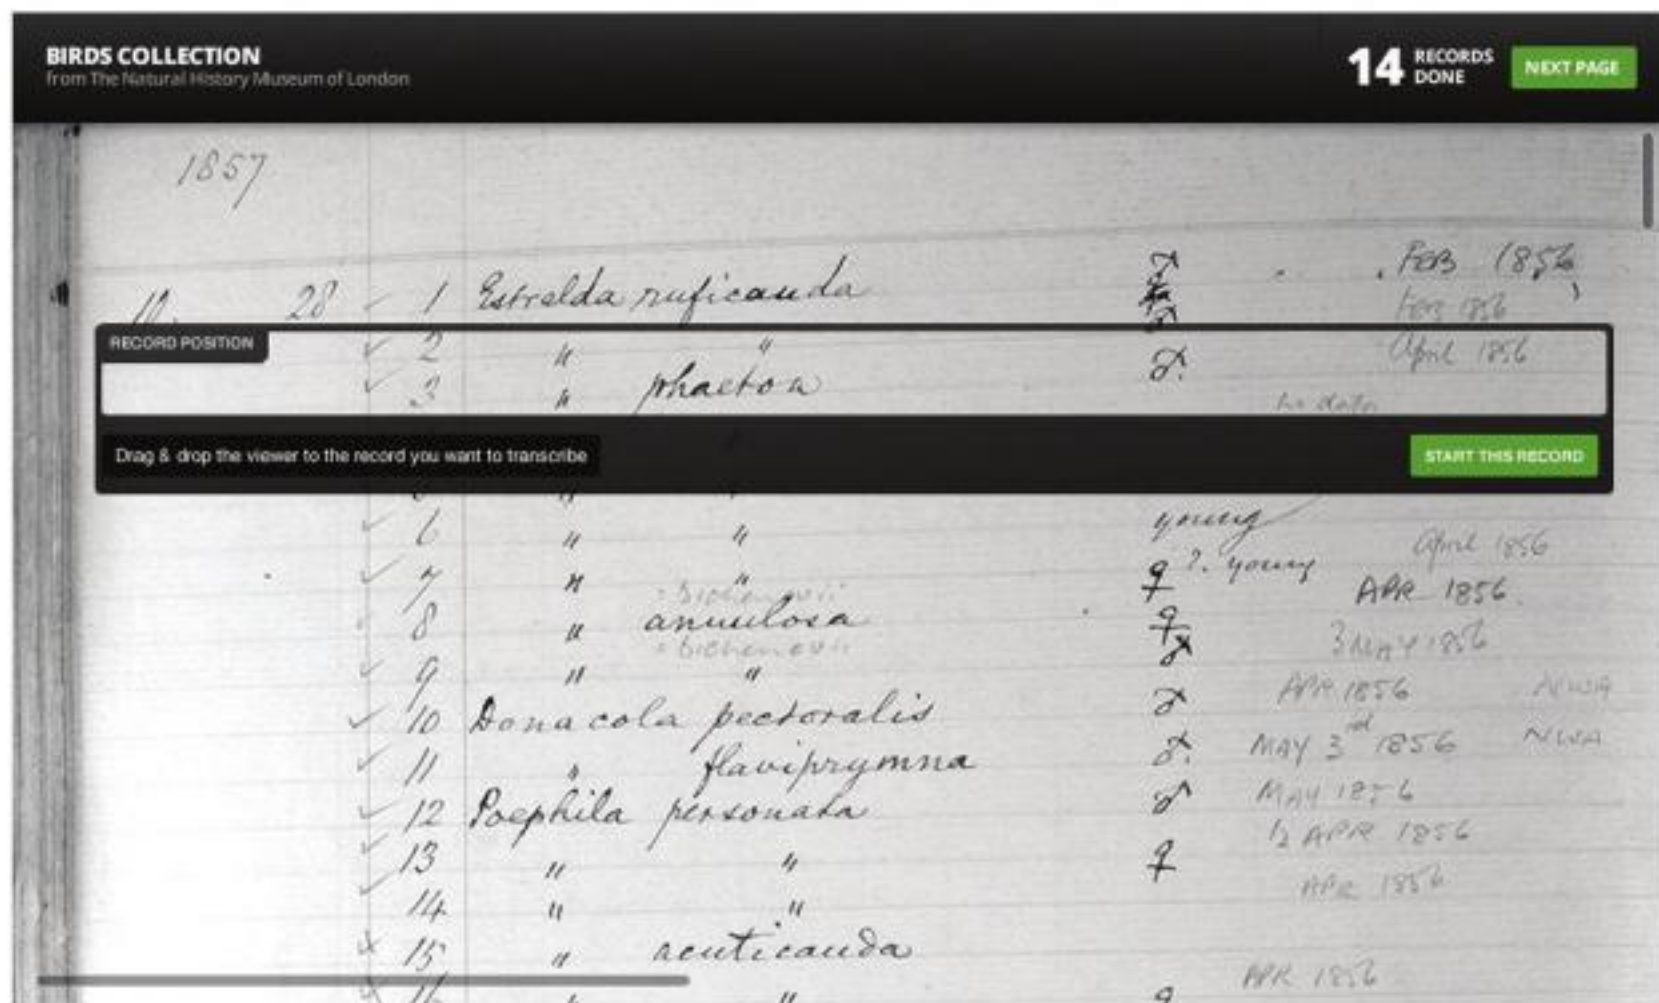 BIRDS COLLECTION
from The Natural History Museum of London
14 RECORDS DONE
NEXT PAGE
1857
28 1 Estrelda ruficauda ♂ FEB 1856
FEB 1856
RECORD POSITION
2 " " April 1856
3 " phaeton ♂. no date
Drag & drop the viewer to the record you want to transcribe
START THIS RECORD
6 " " young
April 1856
7 " " ♀ ?. young APR 1856.
= bichenovii
8 " annulosa ♀ 3 MAY 1856
= bichenovii
9 " " ♂ APR 1856 NWA
10 Donacola pectoralis ♂ MAY 3rd 1856 NWA
11 " flaviprymna ♂. MAY 1856
12 Poephila personata ♂ 12 APR 1856
13 " " ♀ APR 1856
14 " "
15 " acuticauda APR 1856
16 " " ♀